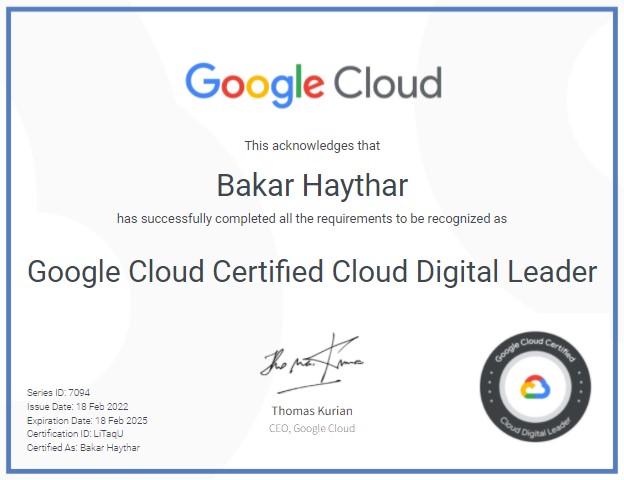 Google Cloud
This acknowledges that
Bakar Haythar
has successfully completed all the requirements to be recognized as
Google Cloud Certified Cloud Digital Leader
Thomas Kurian
CEO, Google Cloud
Series ID: 7094
Issue Date: 18 Feb 2022
Expiration Date: 18 Feb 2025
Certification ID: LiTaqU
Certified As: Bakar Haythar
Google Cloud Certified
Cloud Digital Leader